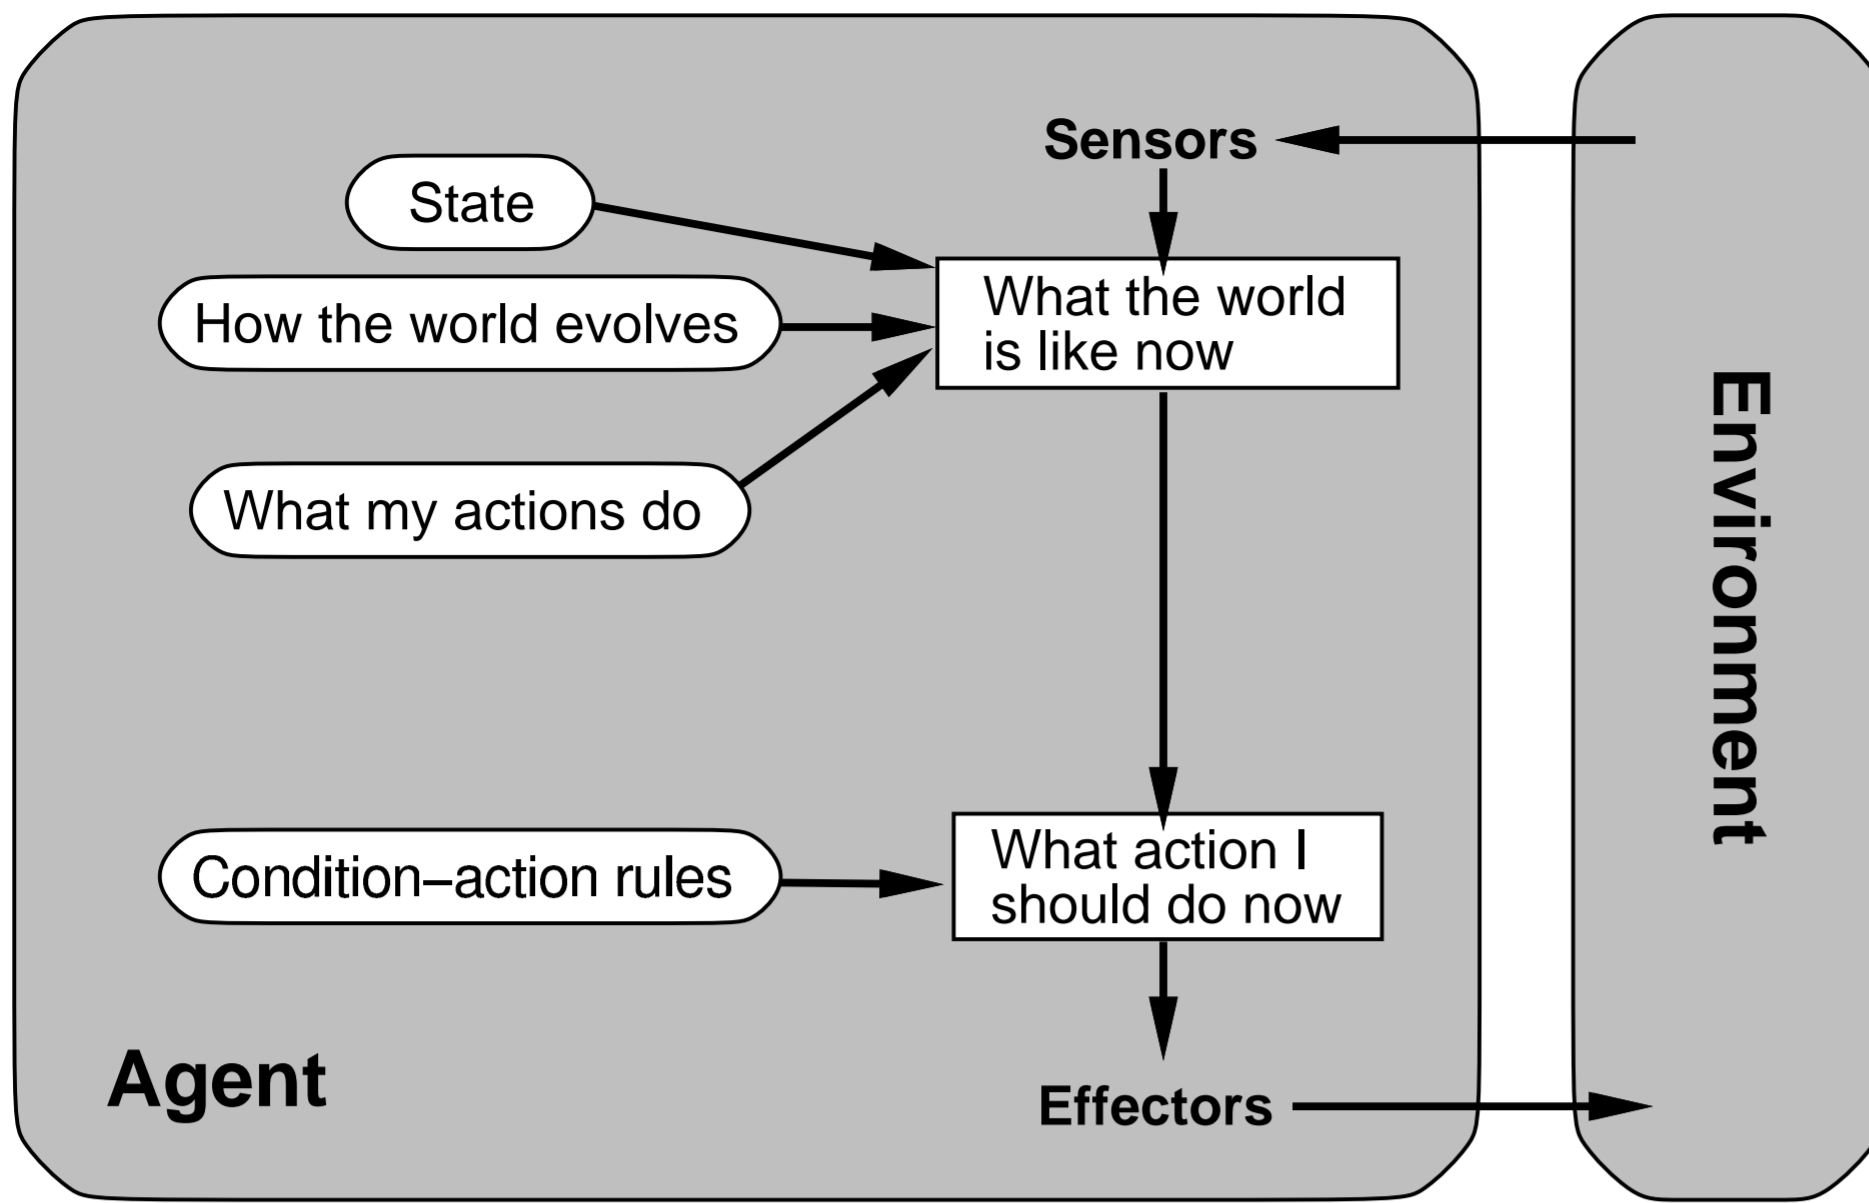 Sensors
State
What the world
is like now
How the world evolves
What my actions do
Environment
Condition–action rules
What action I
should do now
Agent
Effectors